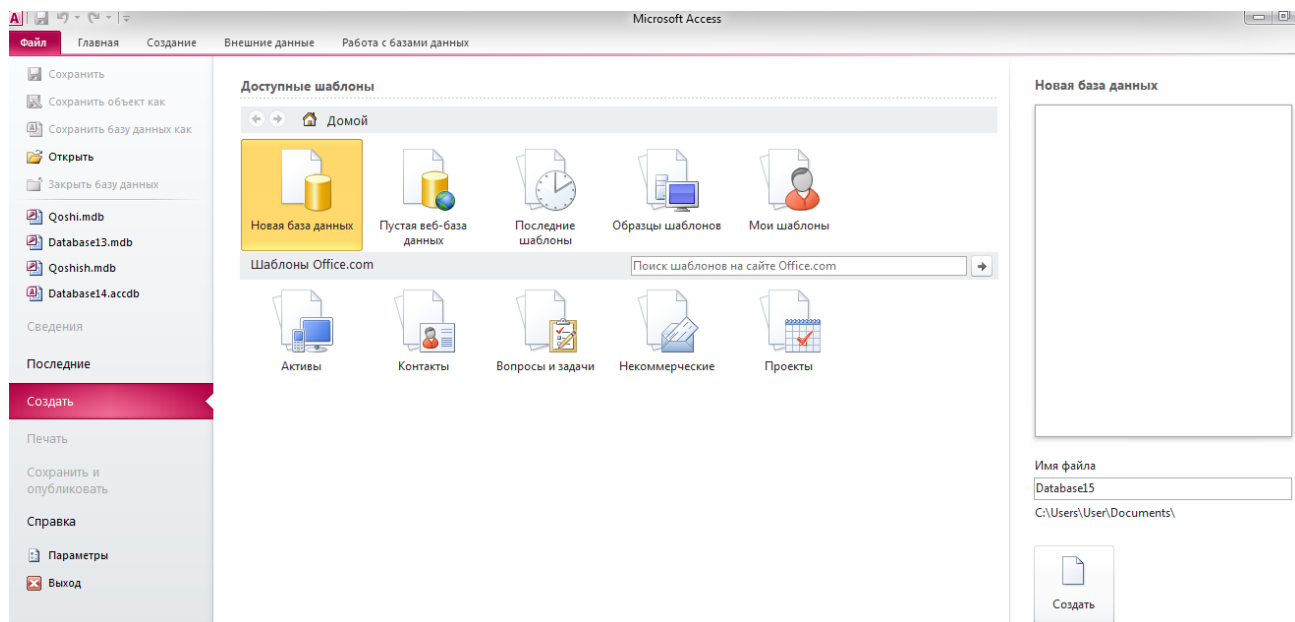 Microsoft Access
Файл Главная Создание Внешние данные Работа с базами данных
Сохранить
Сохранить объект как
Сохранить базу данных как
Открыть
Закрыть базу данных
Qoshi.mdb
Database13.mdb
Qoshish.mdb
Database14.accdb
Сведения
Последние
Создать
Печать
Сохранить и
опубликовать
Справка
Параметры
Выход
Доступные шаблоны
Домой
Новая база данных
Пустая веб-база
данных
Последние
шаблоны
Образцы шаблонов
Мои шаблоны
Шаблоны Office.com
Поиск шаблонов на сайте Office.com
Активы
Контакты
Вопросы и задачи
Некоммерческие
Проекты
Новая база данных
Имя файла
Database15
C:\Users\User\Documents\
Создать